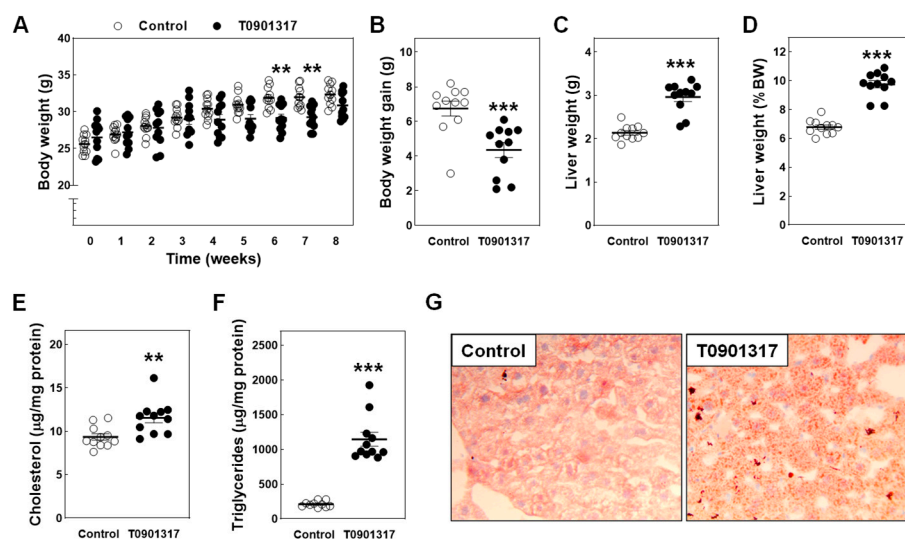 A
Control
T0901317
Body weight (g)
40
35
30
25
20
** **
0 1 2 3 4 5 6 7 8
Time (weeks)
B
Body weight gain (g)
10
8
6
4
2
0
***
Control T0901317
C
Liver weight (g)
4
3
2
1
0
***
Control T0901317
D
Liver weight (% BW)
12
10
8
6
4
2
0
***
Control T0901317
E
Cholesterol (µg/mg protein)
20
15
10
5
0
**
Control T0901317
F
Triglycerides (µg/mg protein)
2500
2000
1500
1000
500
0
***
Control T0901317
G
Control
T0901317